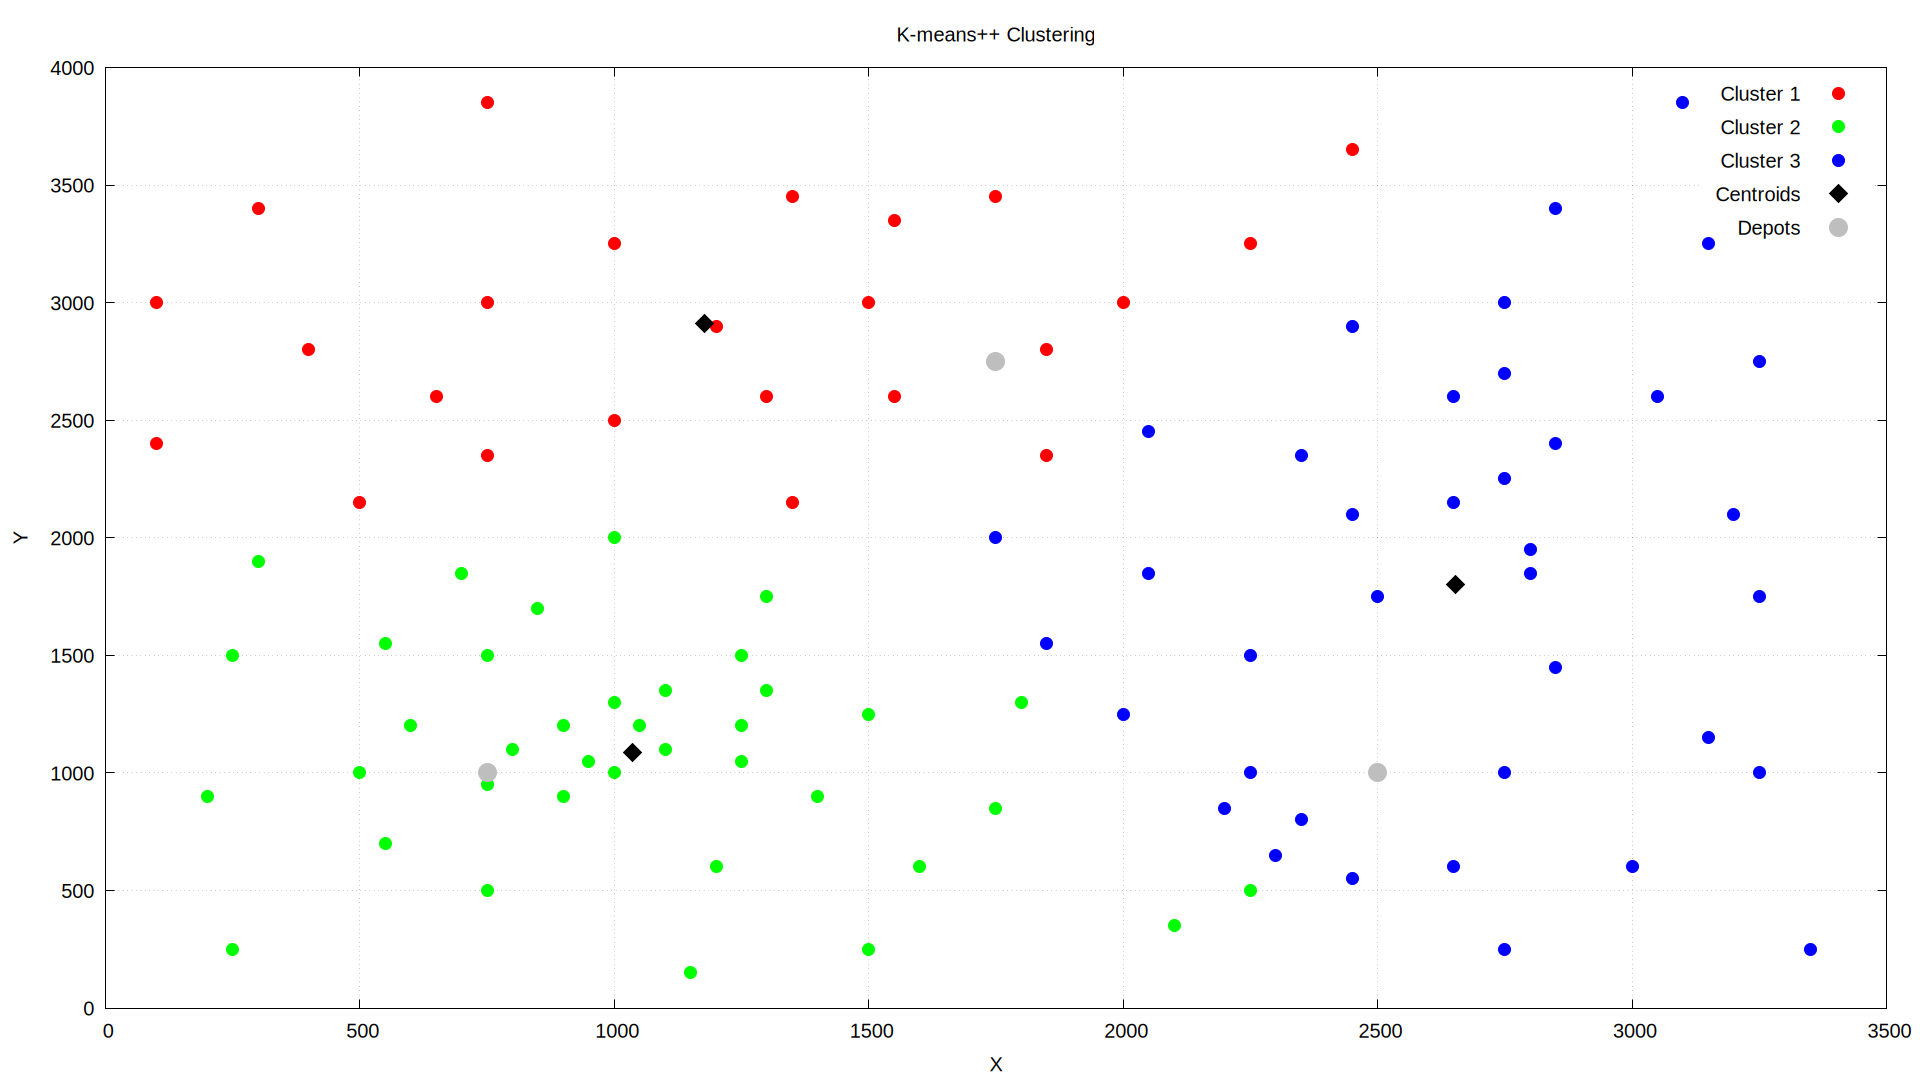 K-means++ Clustering
4000
3500
3000
2500
2000
1500
1000
500
0
Y
Cluster 1
Cluster 2
Cluster 3
Centroids
Depots
0 500 1000 1500 2000 2500 3000 3500
X